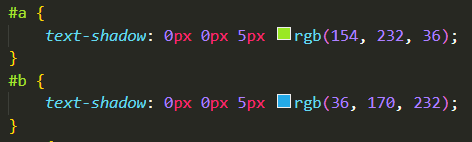 #a {
text-shadow: 0px 0px 5px rgb(154, 232, 36);
}
#b {
text-shadow: 0px 0px 5px rgb(36, 170, 232);
}